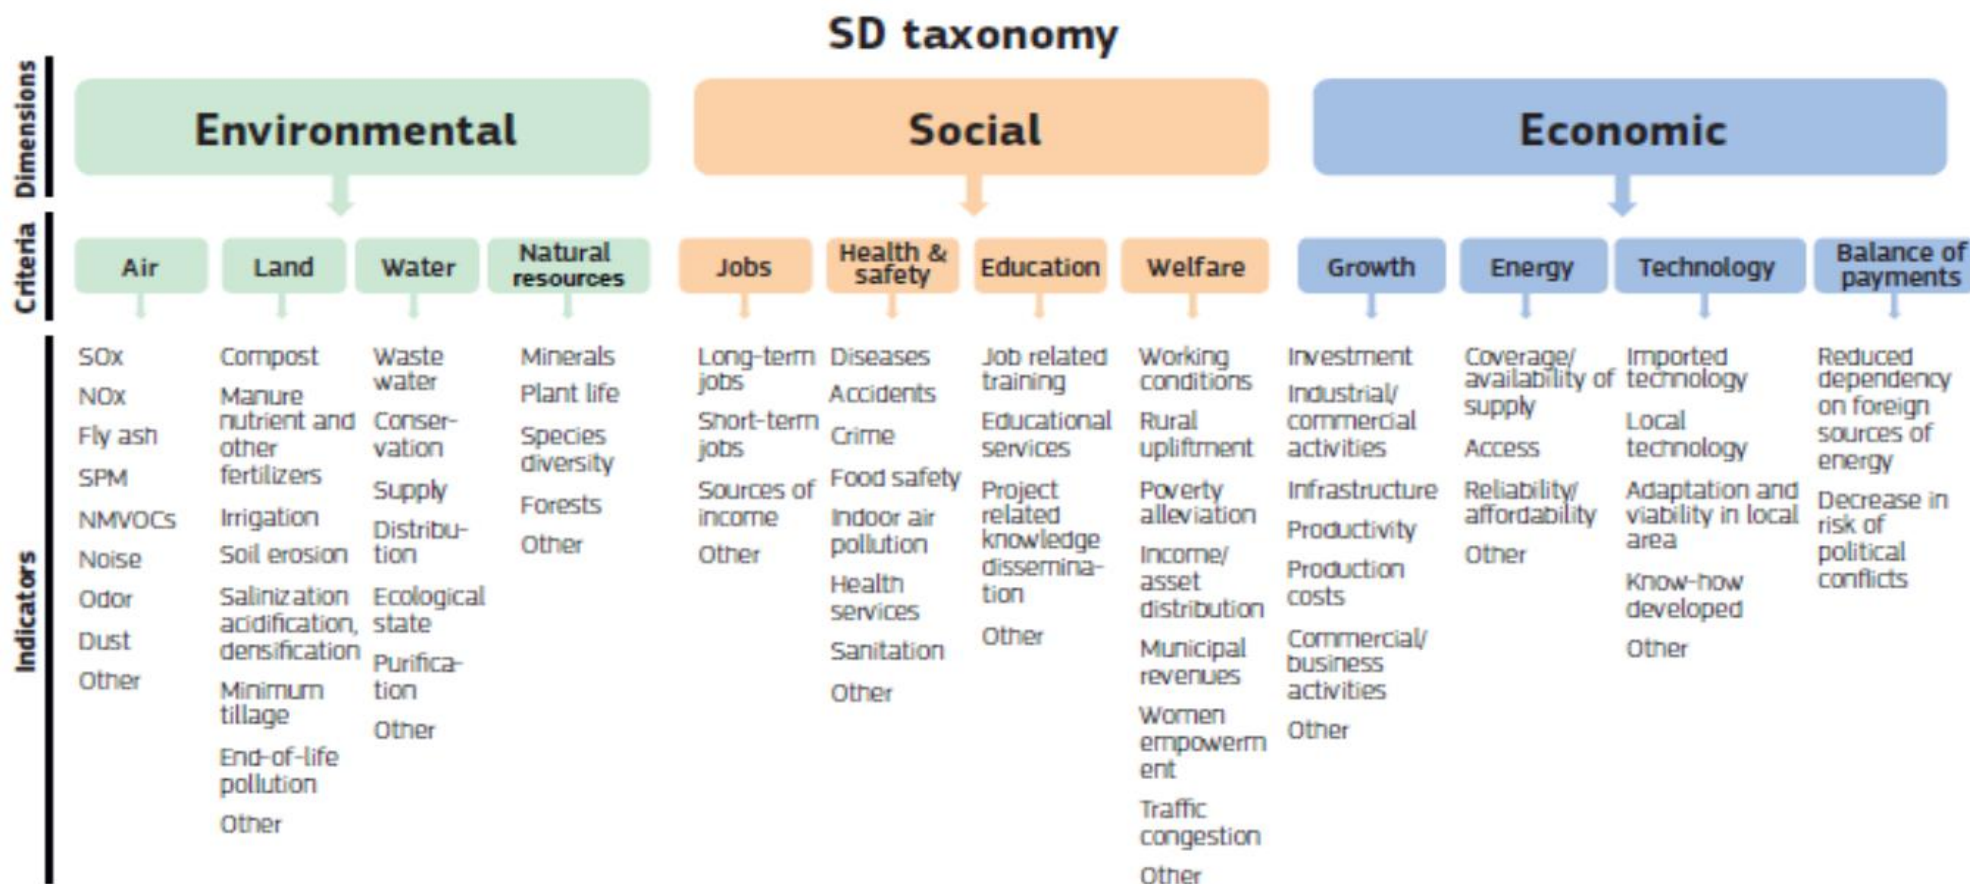 SD taxonomy
Dimensions
Environmental
Social
Economic
Criteria
Air
Land
Water
Natural
resources
Jobs
Health &
safety
Education
Welfare
Growth
Energy
Technology
Balance of
payments
Indicators
SOx
NOx
Fly ash
SPM
NMVOCs
Noise
Odor
Dust
Other
Compost
Manure
nutrient and
other
fertilizers
Irrigation
Soil erosion
Salinization
acidification,
densification
Minimum
tillage
End-of-life
pollution
Other
Waste
water
Conser-
vation
Supply
Distribu-
tion
Ecological
state
Purifica-
tion
Other
Minerals
Plant life
Species
diversity
Forests
Other
Long-term
jobs
Short-term
jobs
Sources of
income
Other
Diseases
Accidents
Crime
Food safety
Indoor air
pollution
Health
services
Sanitation
Other
Job related
training
Educational
services
Project
related
knowledge
dissemina-
tion
Other
Working
conditions
Rural
upliftment
Poverty
alleviation
Income/
asset
distribution
Municipal
revenues
Women
empowerm
ent
Traffic
congestion
Other
Investment
Industrial/
commercial
activities
Infrastructure
Productivity
Production
costs
Commercial/
business
activities
Other
Coverage/
availability of
supply
Access
Reliability/
affordability
Other
Imported
technology
Local
technology
Adaptation and
viability in local
area
Know-how
developed
Other
Reduced
dependency
on foreign
sources of
energy
Decrease in
risk of
political
conflicts